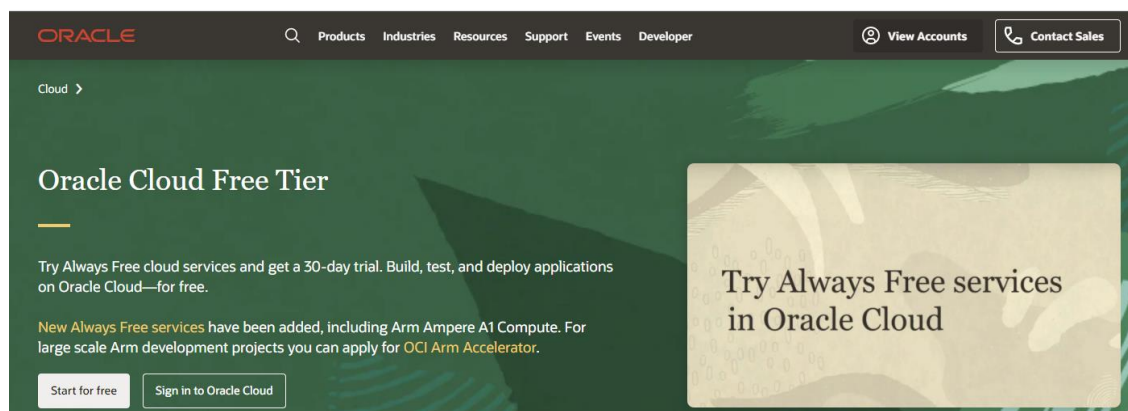 ORACLE
Products Industries Resources Support Events Developer
View Accounts
Contact Sales
Cloud
Oracle Cloud Free Tier
Try Always Free cloud services and get a 30-day trial. Build, test, and deploy applications
on Oracle Cloud—for free.
New Always Free services have been added, including Arm Ampere A1 Compute. For
large scale Arm development projects you can apply for OCI Arm Accelerator.
Start for free
Sign in to Oracle Cloud
Try Always Free services
in Oracle Cloud